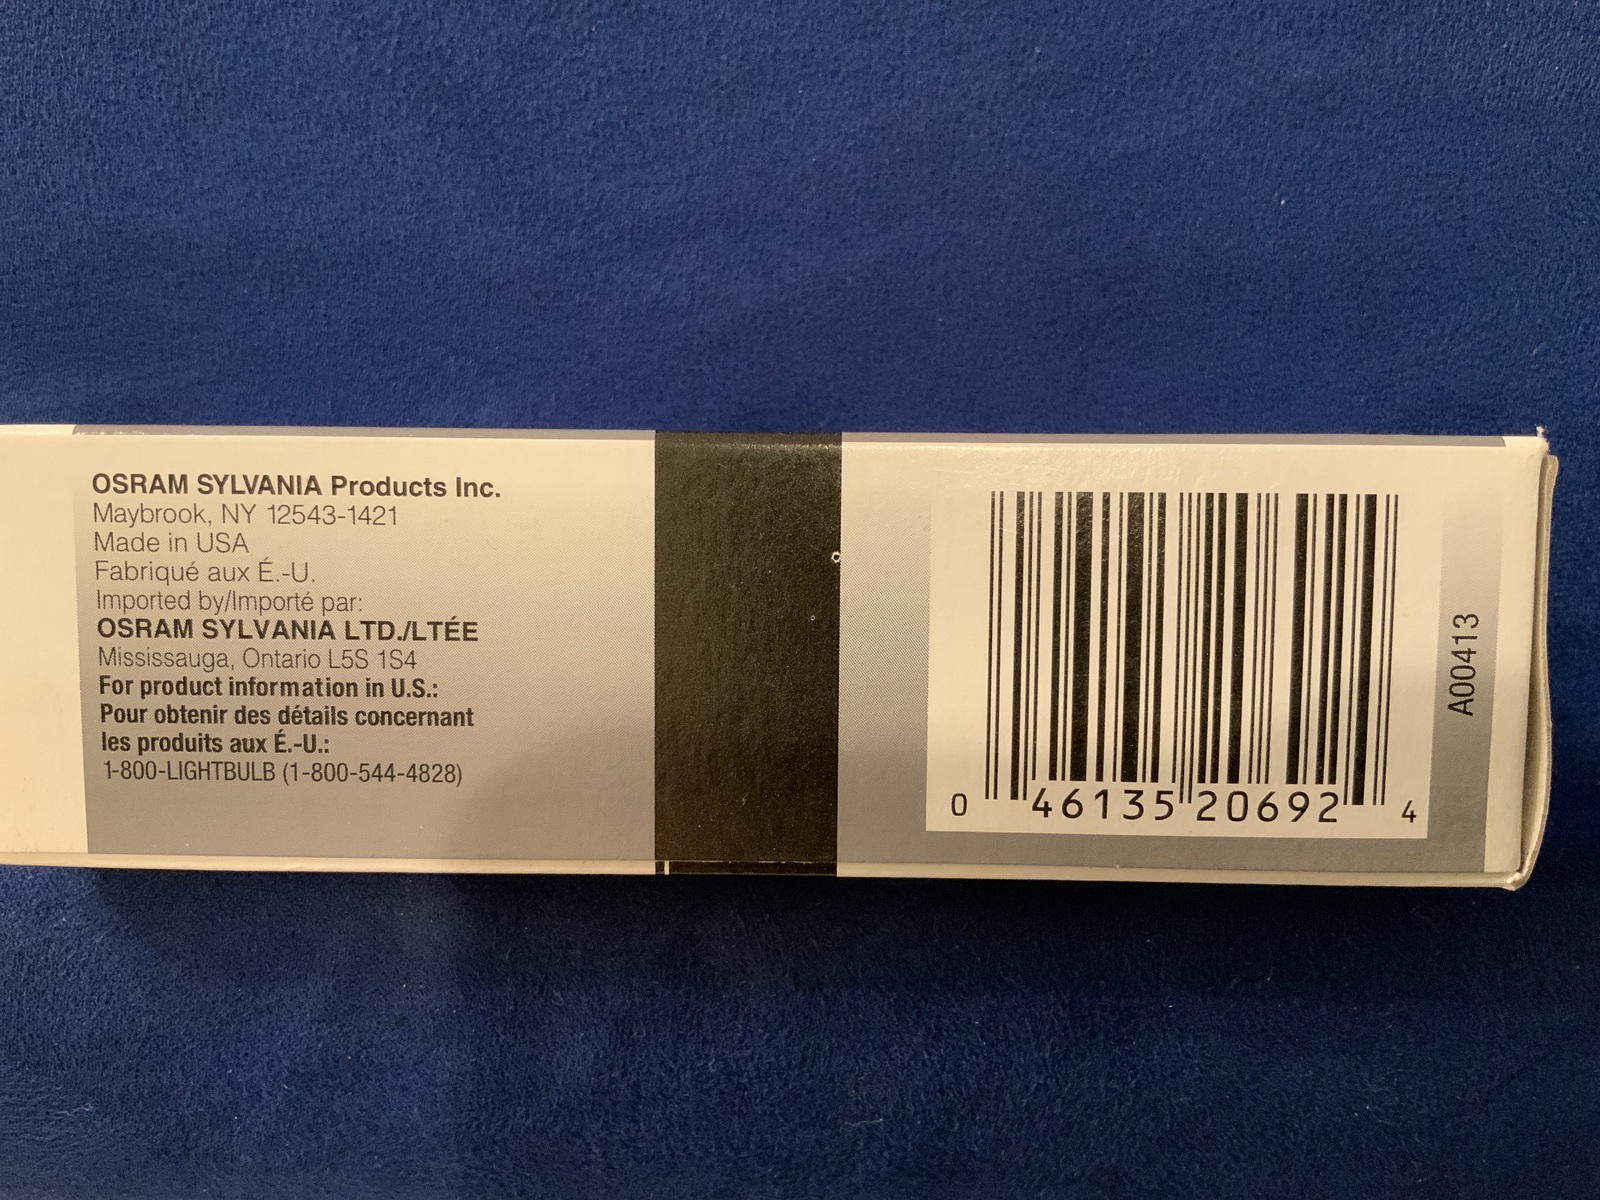 OSRAM SYLVANIA Products Inc.
Maybrook, NY 12543-1421
Made in USA
Fabriqué aux É.-U.
Imported by/Importé par:
OSRAM SYLVANIA LTD./LTÉE
Mississauga, Ontario L5S 1S4
For product information in U.S.:
Pour obtenir des détails concernant
les produits aux É.-U.:
1-800-LIGHTBULB (1-800-544-4828)
0 46135 20692 4
A00413